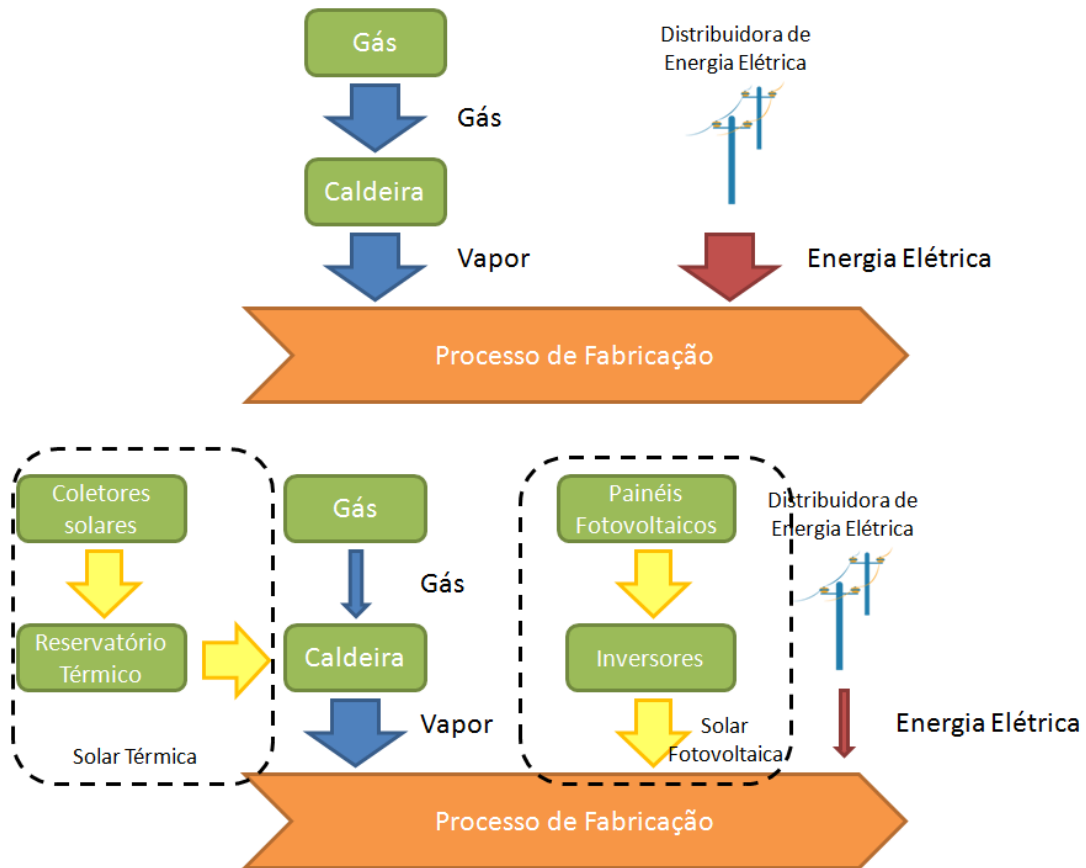 Gás
Distribuidora de
Energia Elétrica
Gás
Caldeira
Vapor
Energia Elétrica
Processo de Fabricação
Coletores
solares
Gás
Painéis
Fotovoltaicos
Distribuidora de
Energia Elétrica
Gás
Reservatório
Térmico
Caldeira
Inversores
Vapor
Solar
Fotovoltaica
Energia Elétrica
Solar Térmica
Processo de Fabricação